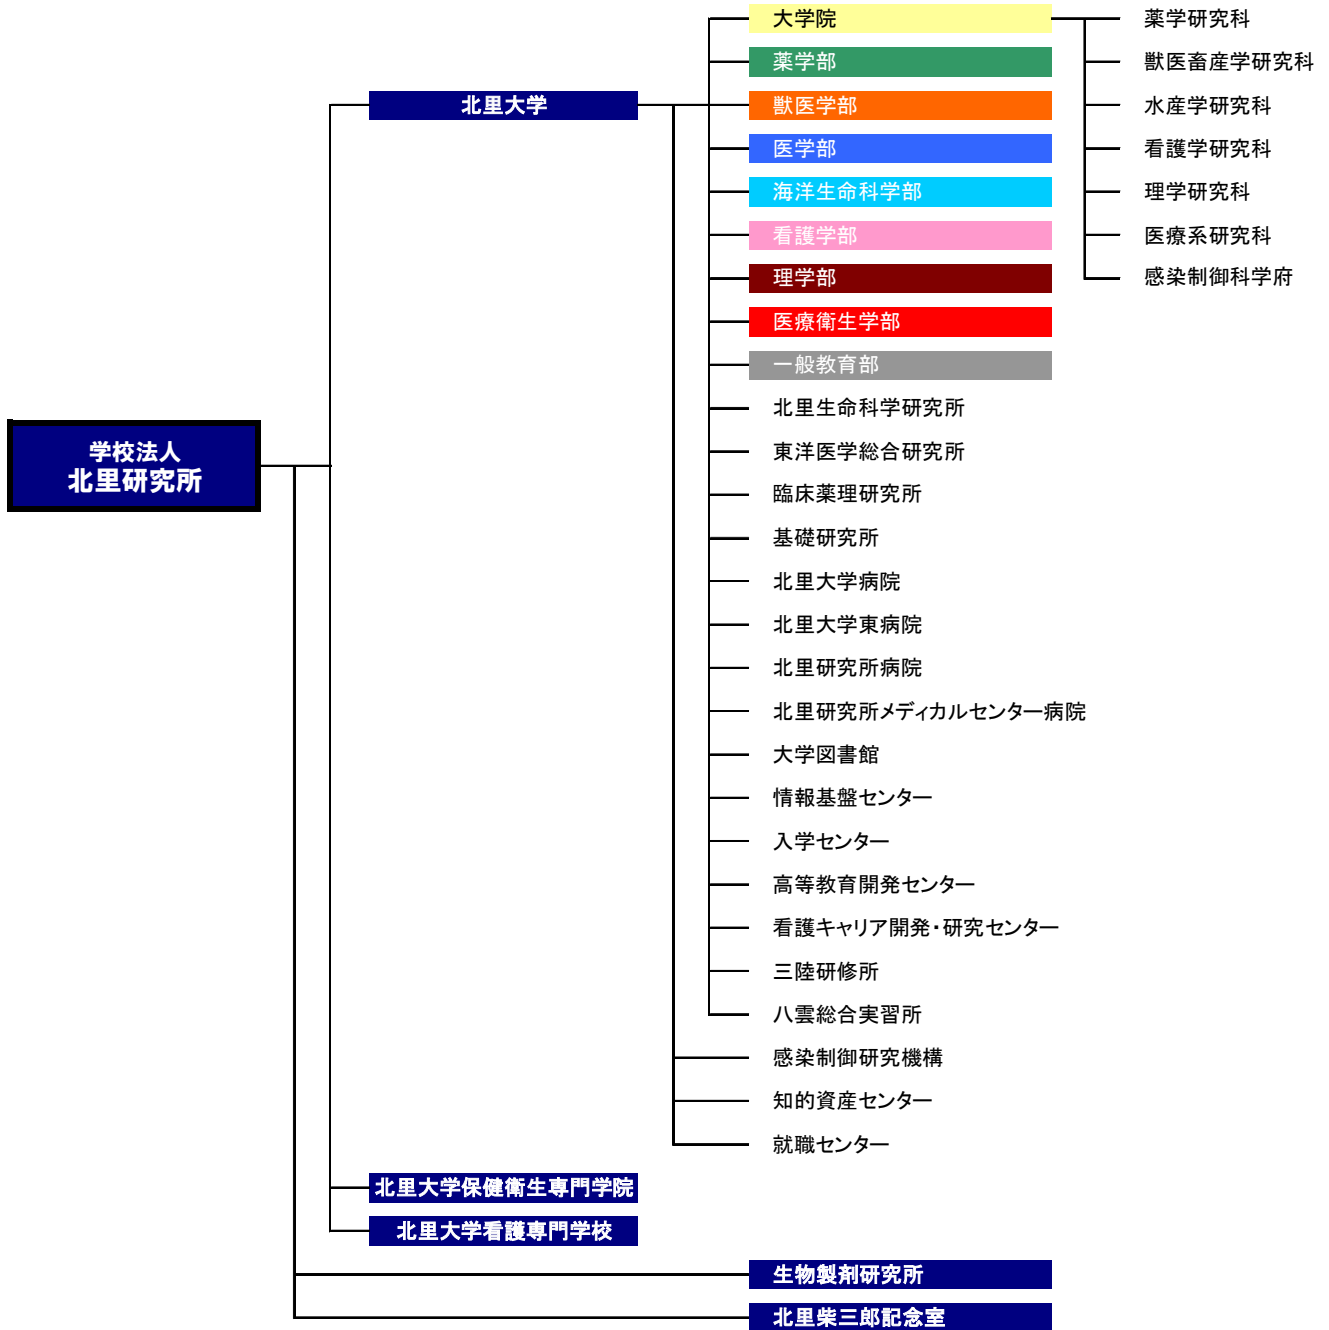 学校法人
北里研究所
北里大学
大学院
薬学部
獣医学部
医学部
海洋生命科学部
看護学部
理学部
医療衛生学部
一般教育部
北里生命科学研究所
東洋医学総合研究所
臨床薬理研究所
基礎研究所
北里大学病院
北里大学東病院
北里研究所病院
北里研究所メディカルセンター病院
大学図書館
情報基盤センター
入学センター
高等教育開発センター
看護キャリア開発・研究センター
三陸研修所
八雲総合実習所
感染制御研究機構
知的資産センター
就職センター
薬学研究科
獣医畜産学研究科
水産学研究科
看護学研究科
理学研究科
医療系研究科
感染制御科学府
北里大学保健衛生専門学院
北里大学看護専門学校
生物製剤研究所
北里柴三郎記念室